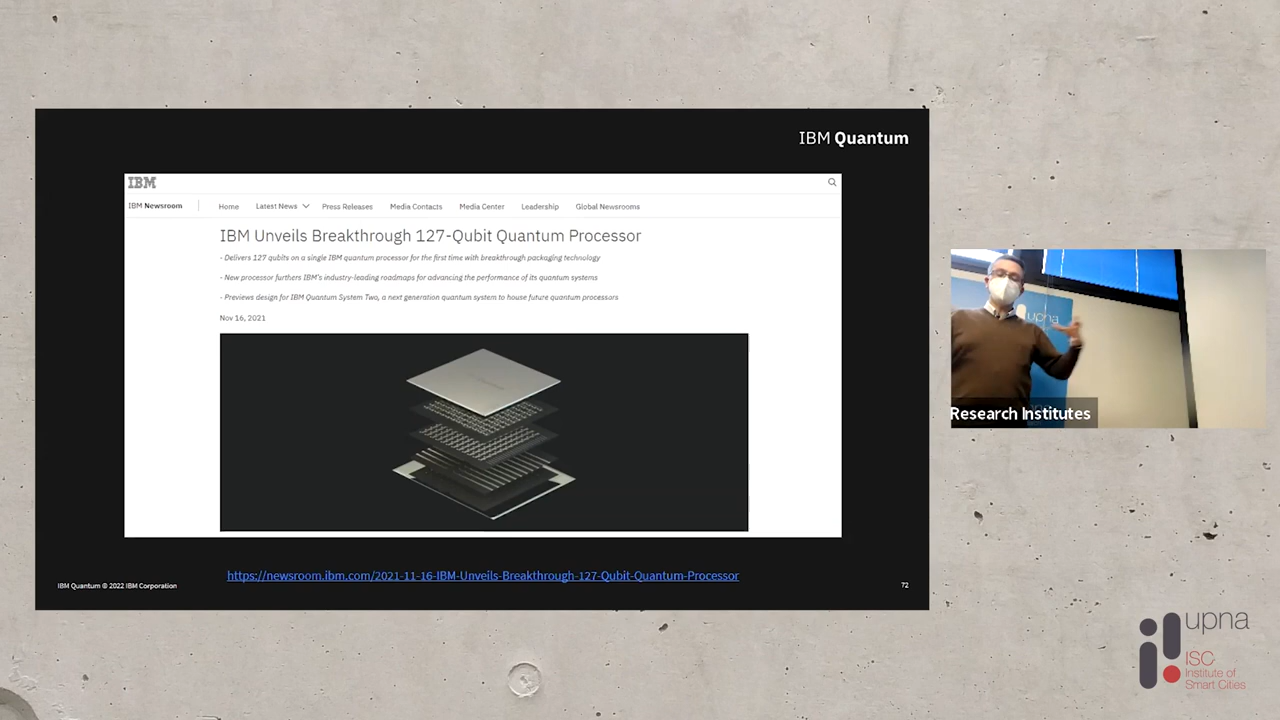 IBM Quantum
IBM
IBM Newsroom
Home
Latest News
Press Releases
Media Contacts
Media Center
Leadership
Global Newsrooms
IBM Unveils Breakthrough 127-Qubit Quantum Processor
- Delivers 127 qubits on a single IBM quantum processor for the first time with breakthrough packaging technology
- New processor furthers IBM's industry-leading roadmaps for advancing the performance of its quantum systems
- Previews design for IBM Quantum System Two, a next generation quantum system to house future quantum processors
Nov 16, 2021
https://newsroom.ibm.com/2021-11-16-IBM-Unveils-Breakthrough-127-Qubit-Quantum-Processor
IBM Quantum © 2022 IBM Corporation
72
upna
upna
Research Institutes
upna
ISC
Institute of
Smart Cities